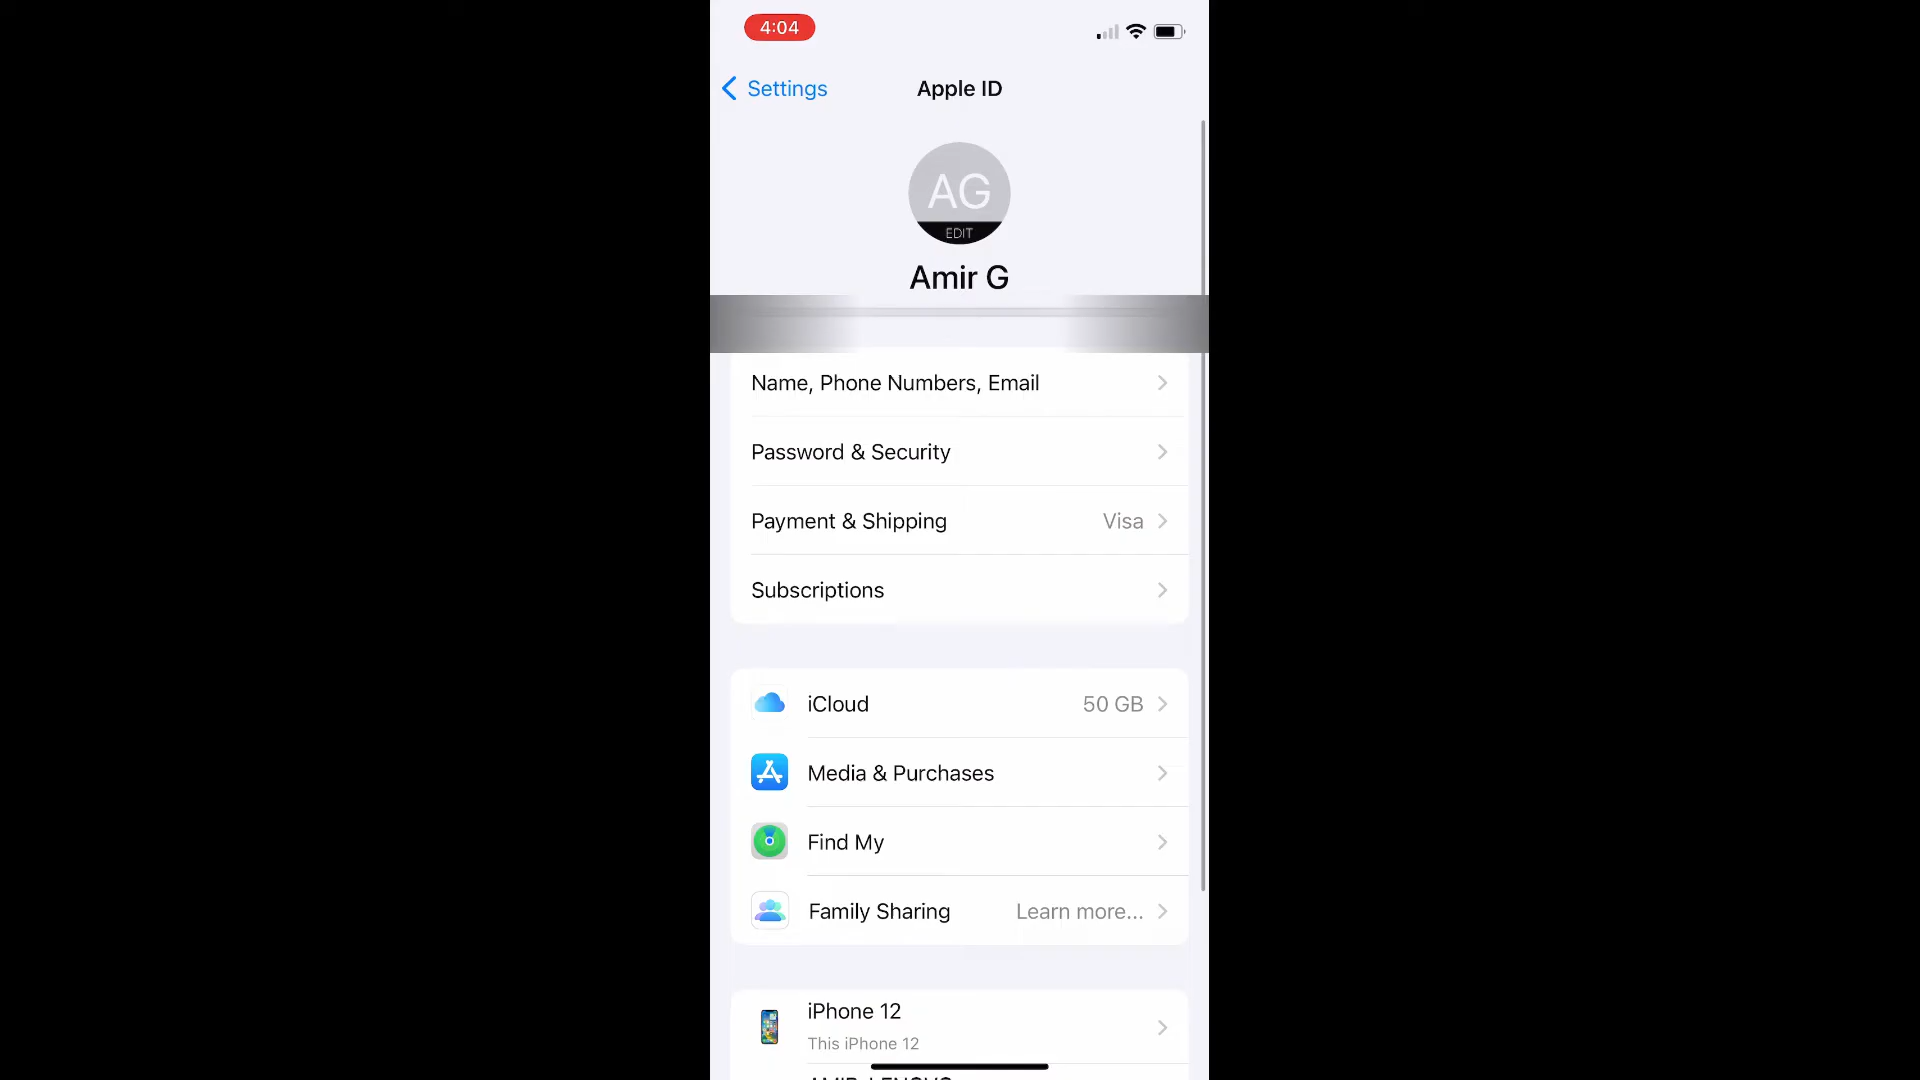 4:04
Settings
Apple ID
AG
EDIT
Amir G
Name, Phone Numbers, Email
Password & Security
Payment & Shipping Visa
Subscriptions
iCloud 50 GB
Media & Purchases
Find My
Family Sharing Learn more...
iPhone 12
This iPhone 12